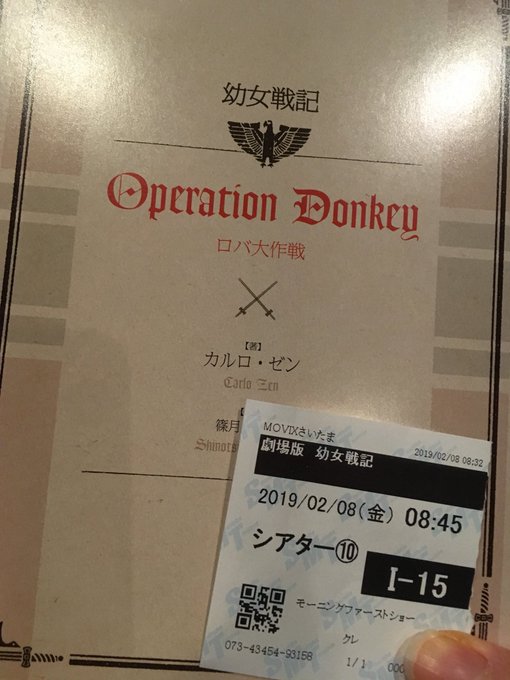 幼女戦記
Operation Donkey
ロバ大作戦
【著】
カルロ・ゼン
Carlo Zen
篠月
MOVIXさいたま
2019/02/08 08:32
劇場版 幼女戦記
2019/02/08(金) 08:45
シアター⑩
I-15
モーニングファーストショー
クレ
073-43454-93158
1/1